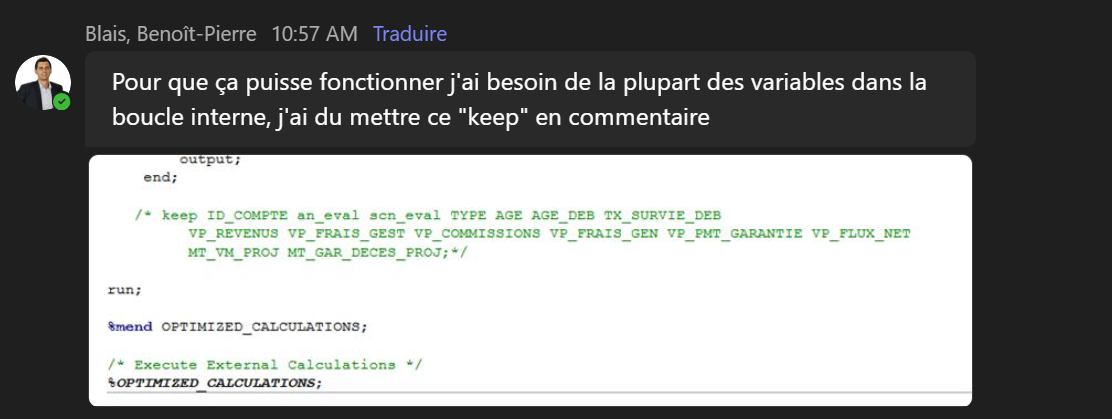 Blais, Benoît-Pierre 10:57 AM Traduire
Pour que ça puisse fonctionner j'ai besoin de la plupart des variables dans la
boucle interne, j'ai du mettre ce "keep" en commentaire
output;
end;
/* keep ID_COMPTE an_eval scn_eval TYPE AGE AGE_DEB TX_SURVIE_DEB
VP_REVENUS VP_FRAIS_GEST VP_COMMISSIONS VP_FRAIS_GEN VP_PMT_GARANTIE VP_FLUX_NET
MT_VM_PROJ MT_GAR_DECES_PROJ;*/
run;
%mend OPTIMIZED_CALCULATIONS;
/* Execute External Calculations */
%OPTIMIZED_CALCULATIONS;